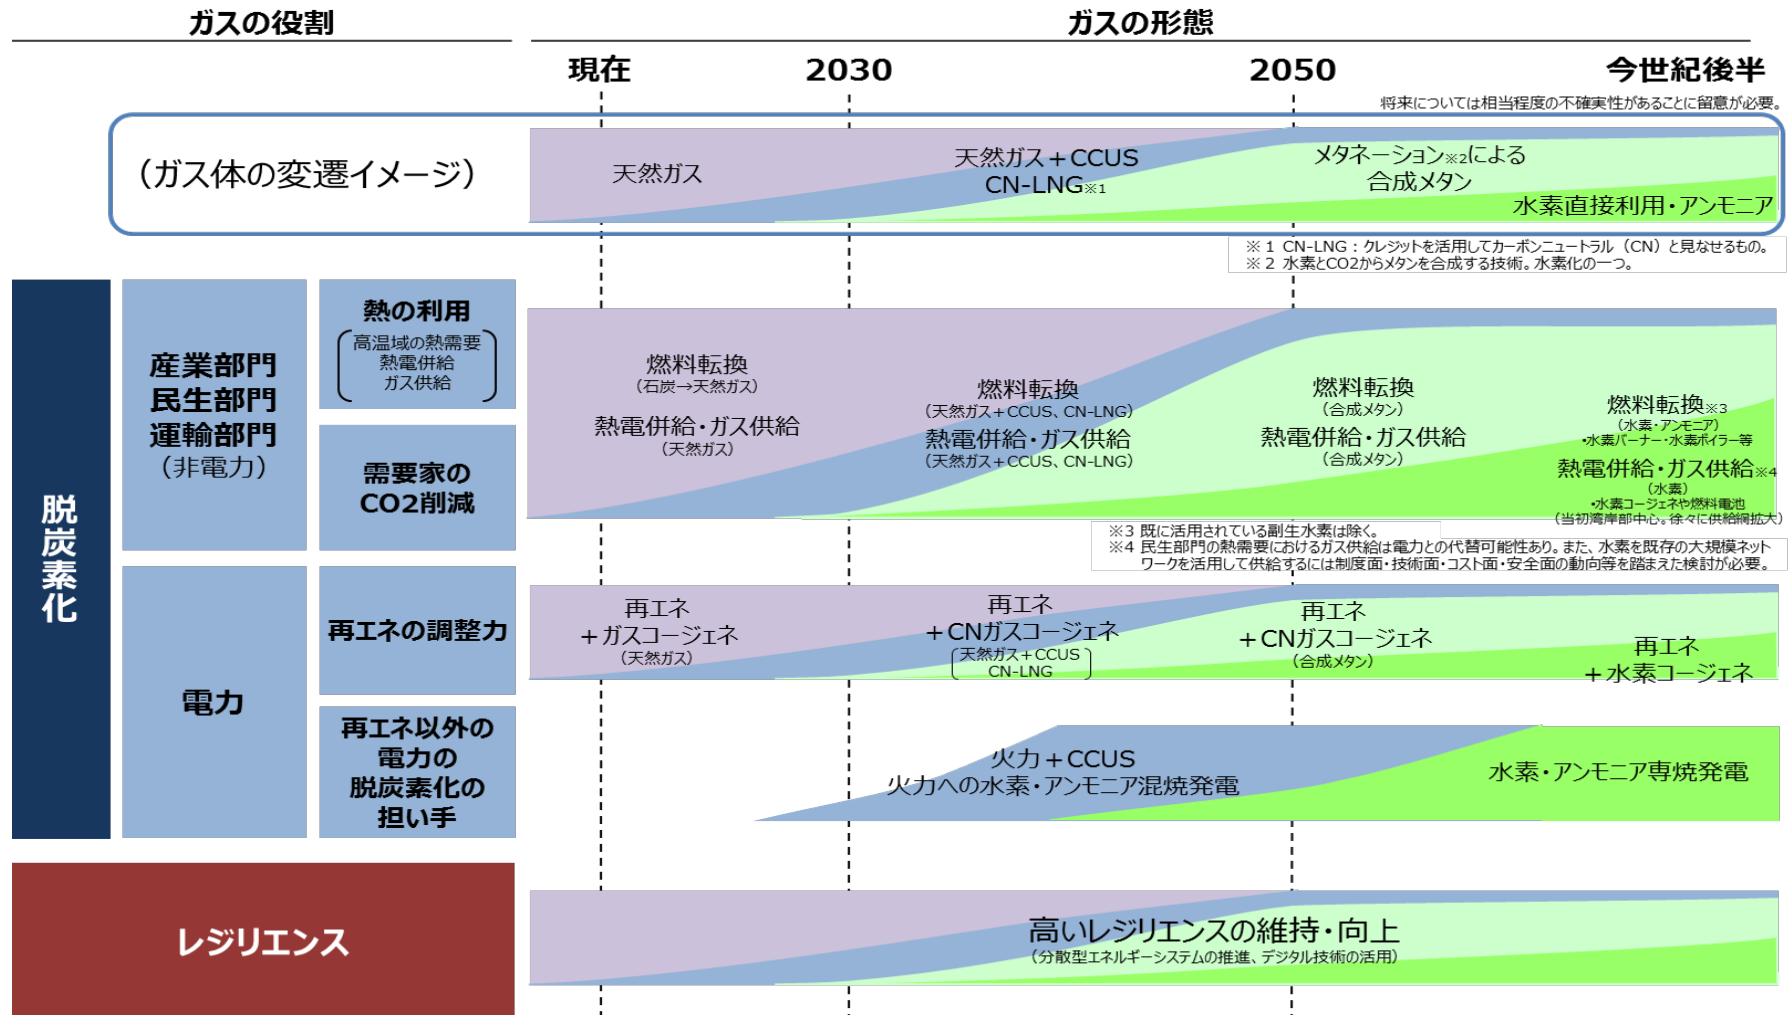 ガスの役割
ガスの形態
現在
2030
2050
今世紀後半
将来については相当程度の不確実性があることに留意が必要。
（ガス体の変遷イメージ）
天然ガス
天然ガス＋CCUS
CN-LNG※1
メタネーション※2による
合成メタン
水素直接利用・アンモニア
※１ CN-LNG：クレジットを活用してカーボンニュートラル（CN）と見なせるもの。
※２ 水素とCO2からメタンを合成する技術。水素化の一つ。
脱炭素化
産業部門
民生部門
運輸部門
（非電力）
熱の利用
高温域の熱需要
熱電併給
ガス供給
需要家の
CO2削減
燃料転換
（石炭→天然ガス）
熱電併給・ガス供給
（天然ガス）
燃料転換
（天然ガス＋CCUS、CN-LNG）
熱電併給・ガス供給
（天然ガス＋CCUS、CN-LNG）
燃料転換
（合成メタン）
熱電併給・ガス供給
（合成メタン）
燃料転換※3
（水素・アンモニア）
・水素バーナー・水素ボイラー等
熱電併給・ガス供給※4
（水素）
・水素コージェネや燃料電池
（当初湾岸部中心。徐々に供給網拡大）
※3 既に活用されている副生水素は除く。
※4 民生部門の熱需要におけるガス供給は電力との代替可能性あり。また、水素を既存の大規模ネット
ワークを活用して供給するには制度面・技術面・コスト面・安全面の動向等を踏まえた検討が必要。
電力
再エネの調整力
再エネ
＋ガスコージェネ
（天然ガス）
再エネ
＋CNガスコージェネ
天然ガス＋CCUS
CN-LNG
再エネ
＋CNガスコージェネ
（合成メタン）
再エネ
＋水素コージェネ
再エネ以外の
電力の
脱炭素化の
担い手
火力＋CCUS
火力への水素・アンモニア混焼発電
水素・アンモニア専焼発電
レジリエンス
高いレジリエンスの維持・向上
（分散型エネルギーシステムの推進、デジタル技術の活用）